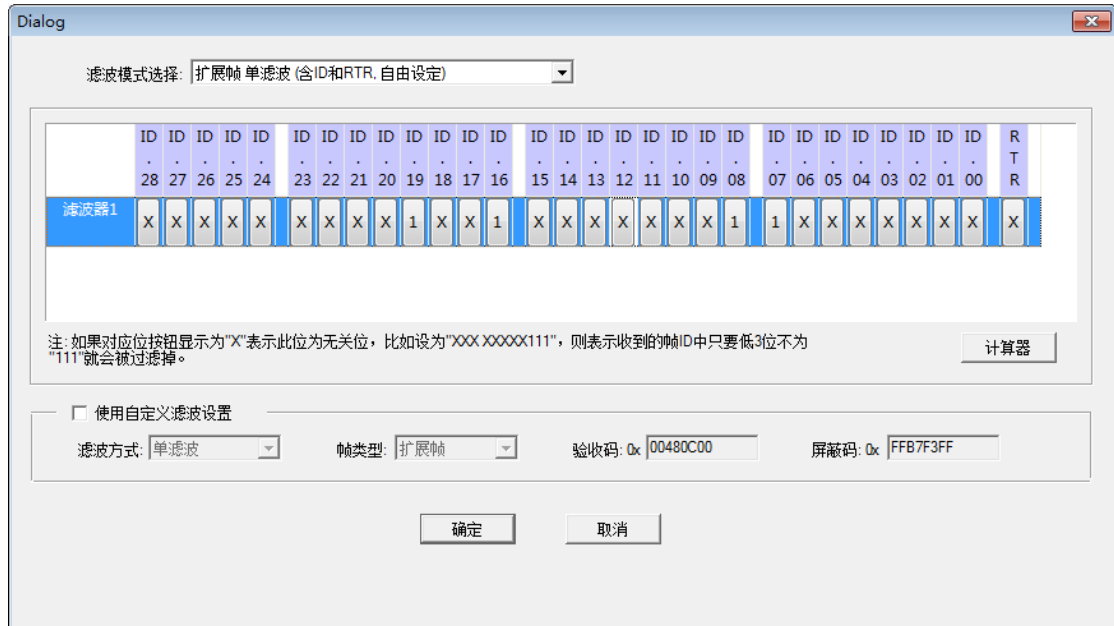 Dialog
滤波模式选择: 扩展帧 单滤波 (含ID和RTR, 自由设定)
ID ID ID ID ID ID ID ID ID ID ID ID ID ID ID ID ID ID ID ID ID ID ID ID ID ID ID ID ID R
. . . . . . . . . . . . . . . . . . . . . . . . . . . . . T
28 27 26 25 24 23 22 21 20 19 18 17 16 15 14 13 12 11 10 09 08 07 06 05 04 03 02 01 00 R
滤波器1 X X X X X X X X X 1 X X 1 X X X X X X X 1 1 X X X X X X X X
注: 如果对应位按钮显示为"X"表示此位为无关位，比如设为"XXX XXXXX111"，则表示收到的帧ID中只要低3位不为
"111"就会被过滤掉。
计算器
使用自定义滤波设置
滤波方式: 单滤波 帧类型: 扩展帧 验收码: 0x 00480C00 屏蔽码: 0x FFB7F3FF
确定 取消